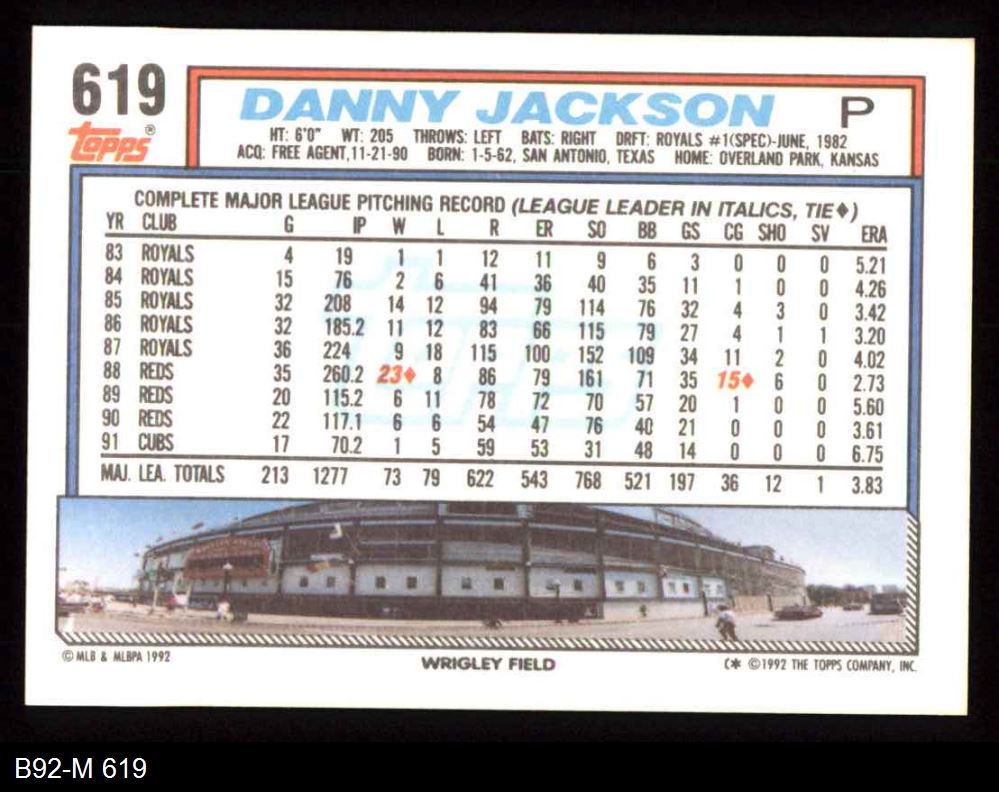 619
topps®
DANNY JACKSON P
HT: 6'0" WT: 205 THROWS: LEFT BATS: RIGHT DRFT: ROYALS #1(SPEC)-JUNE, 1982
ACQ: FREE AGENT,11-21-90 BORN: 1-5-62, SAN ANTONIO, TEXAS HOME: OVERLAND PARK, KANSAS
COMPLETE MAJOR LEAGUE PITCHING RECORD (LEAGUE LEADER IN ITALICS, TIE♦)
YR CLUB G IP W L R ER SO BB GS CG SHO SV ERA
83 ROYALS 4 19 1 1 12 11 9 6 3 0 0 0 5.21
84 ROYALS 15 76 2 6 41 36 40 35 11 1 0 0 4.26
85 ROYALS 32 208 14 12 94 79 114 76 32 4 3 0 3.42
86 ROYALS 32 185.2 11 12 83 66 115 79 27 4 1 1 3.20
87 ROYALS 36 224 9 18 115 100 152 109 34 11 2 0 4.02
88 REDS 35 260.2 23♦ 8 86 79 161 71 35 15♦ 6 0 2.73
89 REDS 20 115.2 6 11 78 72 70 57 20 1 0 0 5.60
90 REDS 22 117.1 6 6 54 47 76 40 21 0 0 0 3.61
91 CUBS 17 70.2 1 5 59 53 31 48 14 0 0 0 6.75
MAJ. LEA. TOTALS 213 1277 73 79 622 543 768 521 197 36 12 1 3.83
topps
© MLB & MLBPA 1992
WRIGLEY FIELD
(* ©1992 THE TOPPS COMPANY, INC.
B92-M 619